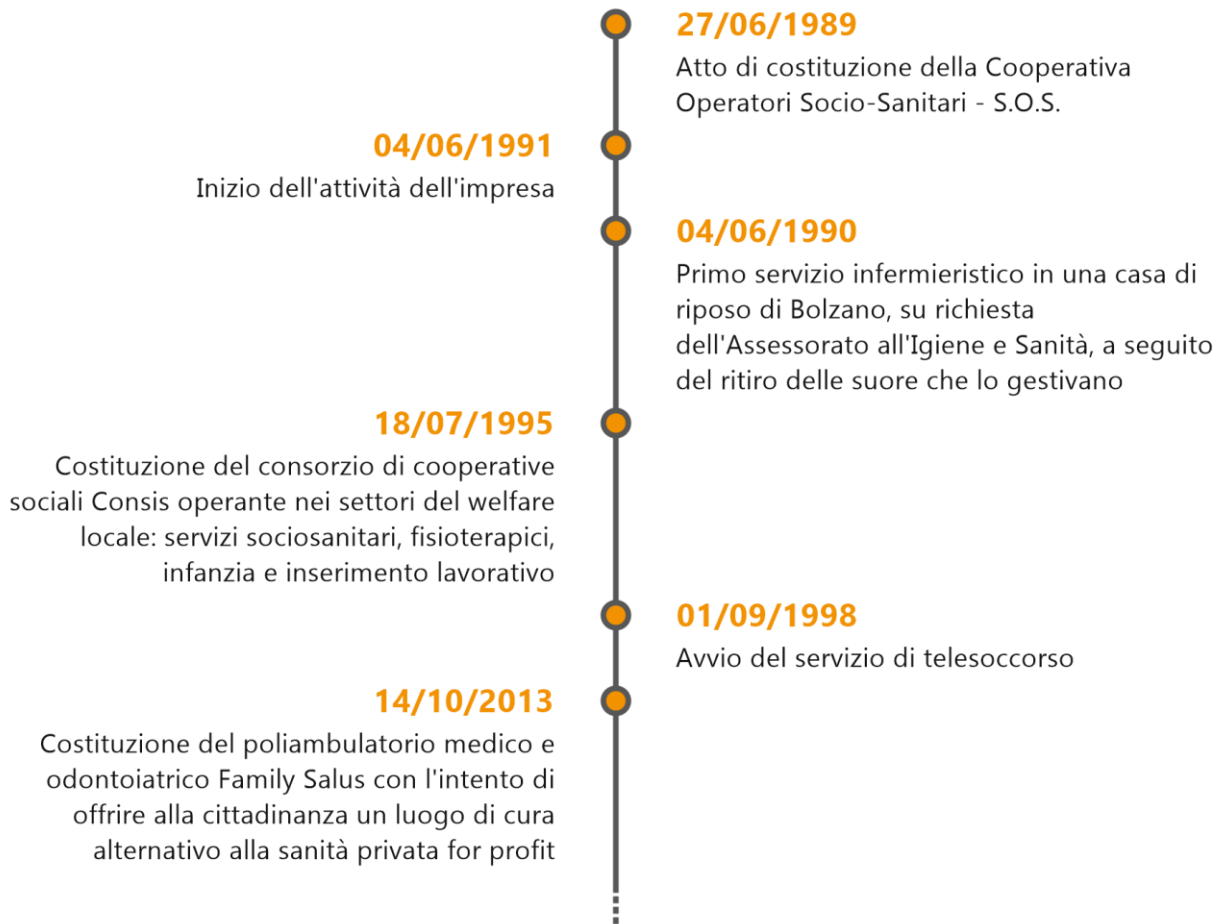 27/06/1989
Atto di costituzione della Cooperativa
Operatori Socio-Sanitari - S.O.S.
04/06/1991
Inizio dell'attività dell'impresa
04/06/1990
Primo servizio infermieristico in una casa di
riposo di Bolzano, su richiesta
dell'Assessorato all'Igiene e Sanità, a seguito
del ritiro delle suore che lo gestivano
18/07/1995
Costituzione del consorzio di cooperative
sociali Consis operante nei settori del welfare
locale: servizi sociosanitari, fisioterapici,
infanzia e inserimento lavorativo
01/09/1998
Avvio del servizio di telesoccorso
14/10/2013
Costituzione del poliambulatorio medico e
odontoiatrico Family Salus con l'intento di
offrire alla cittadinanza un luogo di cura
alternativo alla sanità privata for profit